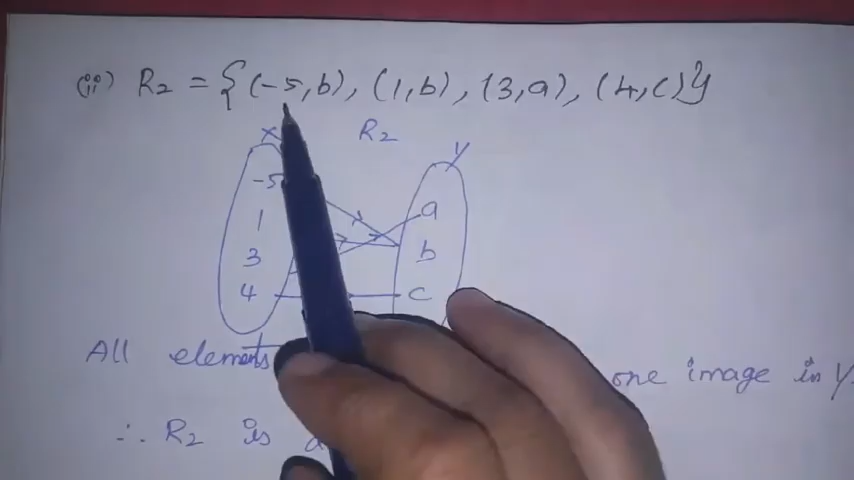 (ii) R₂ = {(-5,b), (1,b), (3,a), (4,c)}
X R₂ Y
-5
1 a
3 b
4 c
All elements one image in Y
∴ R₂ is a